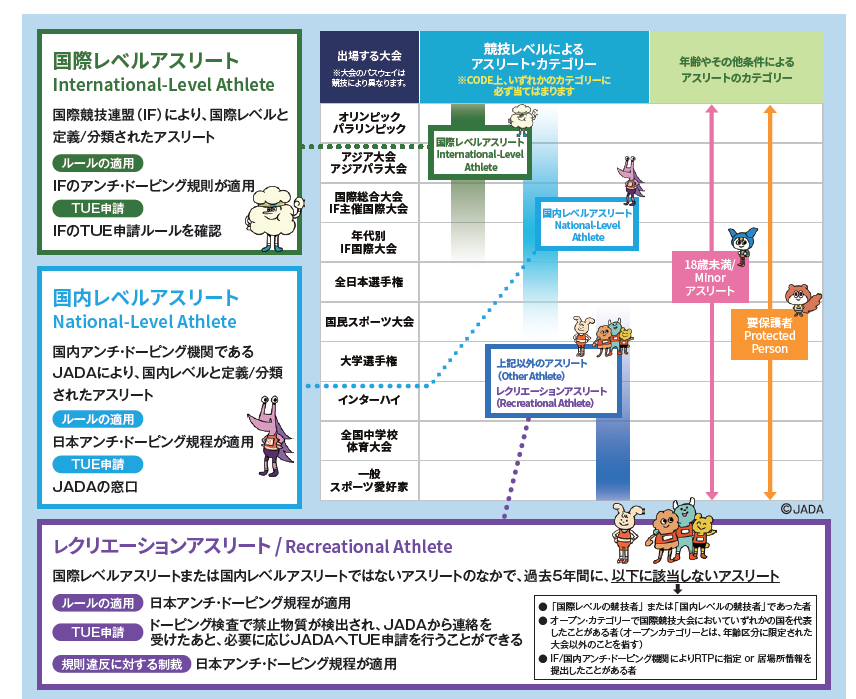 国際レベルアスリート
International-Level Athlete
国際競技連盟（IF）により、国際レベルと
定義/分類されたアスリート
ルールの適用
IFのアンチ・ドーピング規則が適用
TUE申請
IFのTUE申請ルールを確認
国内レベルアスリート
National-Level Athlete
国内アンチ・ドーピング機関である
JADAにより、国内レベルと定義/分類
されたアスリート
ルールの適用
日本アンチ・ドーピング規程が適用
TUE申請
JADAの窓口
出場する大会
※大会のパスウェイは
競技により異なります。
競技レベルによる
アスリート・カテゴリー
※CODE上、いずれかのカテゴリーに
必ず当てはまります
年齢やその他条件による
アスリートのカテゴリー
オリンピック
パラリンピック
アジア大会
アジアパラ大会
国際総合大会
IF主催国際大会
年代別
IF国際大会
全日本選手権
国民スポーツ大会
大学選手権
インターハイ
全国中学校
体育大会
一般
スポーツ愛好家
国際レベルアスリート
International-Level
Athlete
国内レベルアスリート
National-Level
Athlete
上記以外のアスリート
（Other Athlete）
レクリエーションアスリート
（Recreational Athlete）
18歳未満/
Minor
アスリート
要保護者
Protected
Person
©JADA
レクリエーションアスリート / Recreational Athlete
国際レベルアスリートまたは国内レベルアスリートではないアスリートのなかで、過去5年間に、以下に該当しないアスリート
ルールの適用 日本アンチ・ドーピング規程が適用
TUE申請 ドーピング検査で禁止物質が検出され、JADAから連絡を
受けたあと、必要に応じJADAへTUE申請を行うことができる
規則違反に対する制裁 日本アンチ・ドーピング規程が適用
● 「国際レベルの競技者」 または「国内レベルの競技者」であった者
● オープン・カテゴリーで国際競技大会においていずれかの国を代表
したことがある者（オープンカテゴリーとは、年齢区分に限定された
大会以外のことを指す）
● IF/国内アンチ・ドーピング機関によりRTPに指定 or 居場所情報を
提出したことがある者